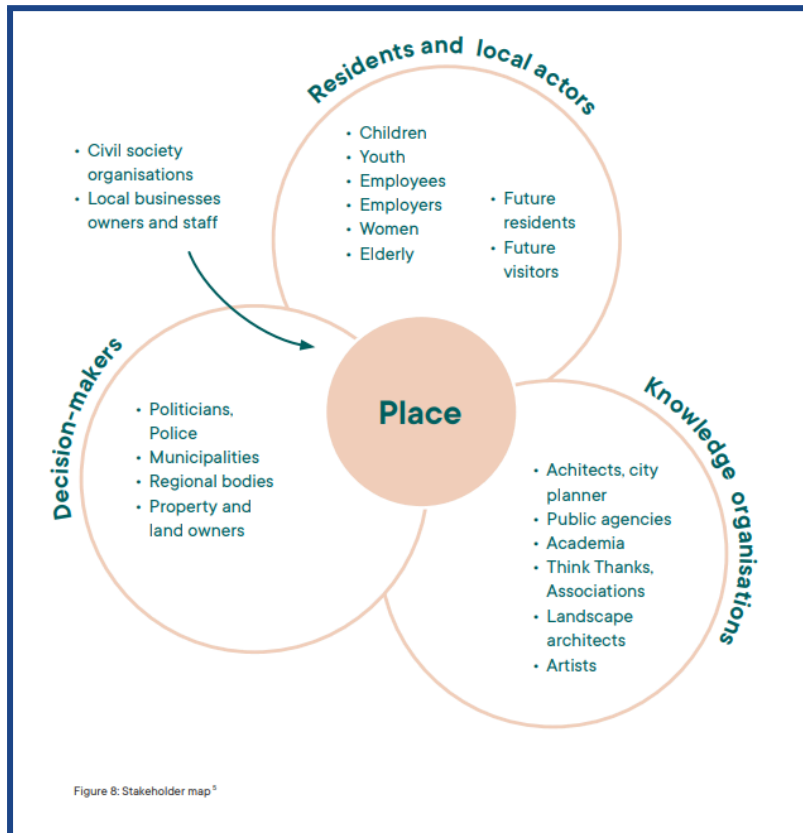 Residents and local actors
• Civil society
organisations
• Local businesses
owners and staff
• Children
• Youth
• Employees
• Employers
• Women
• Elderly
• Future
residents
• Future
visitors
Place
Decision-makers
• Politicians,
Police
• Municipalities
• Regional bodies
• Property and
land owners
Knowledge organisations
• Achitects, city
planner
• Public agencies
• Academia
• Think Thanks,
Associations
• Landscape
architects
• Artists
Figure 8: Stakeholder map 5